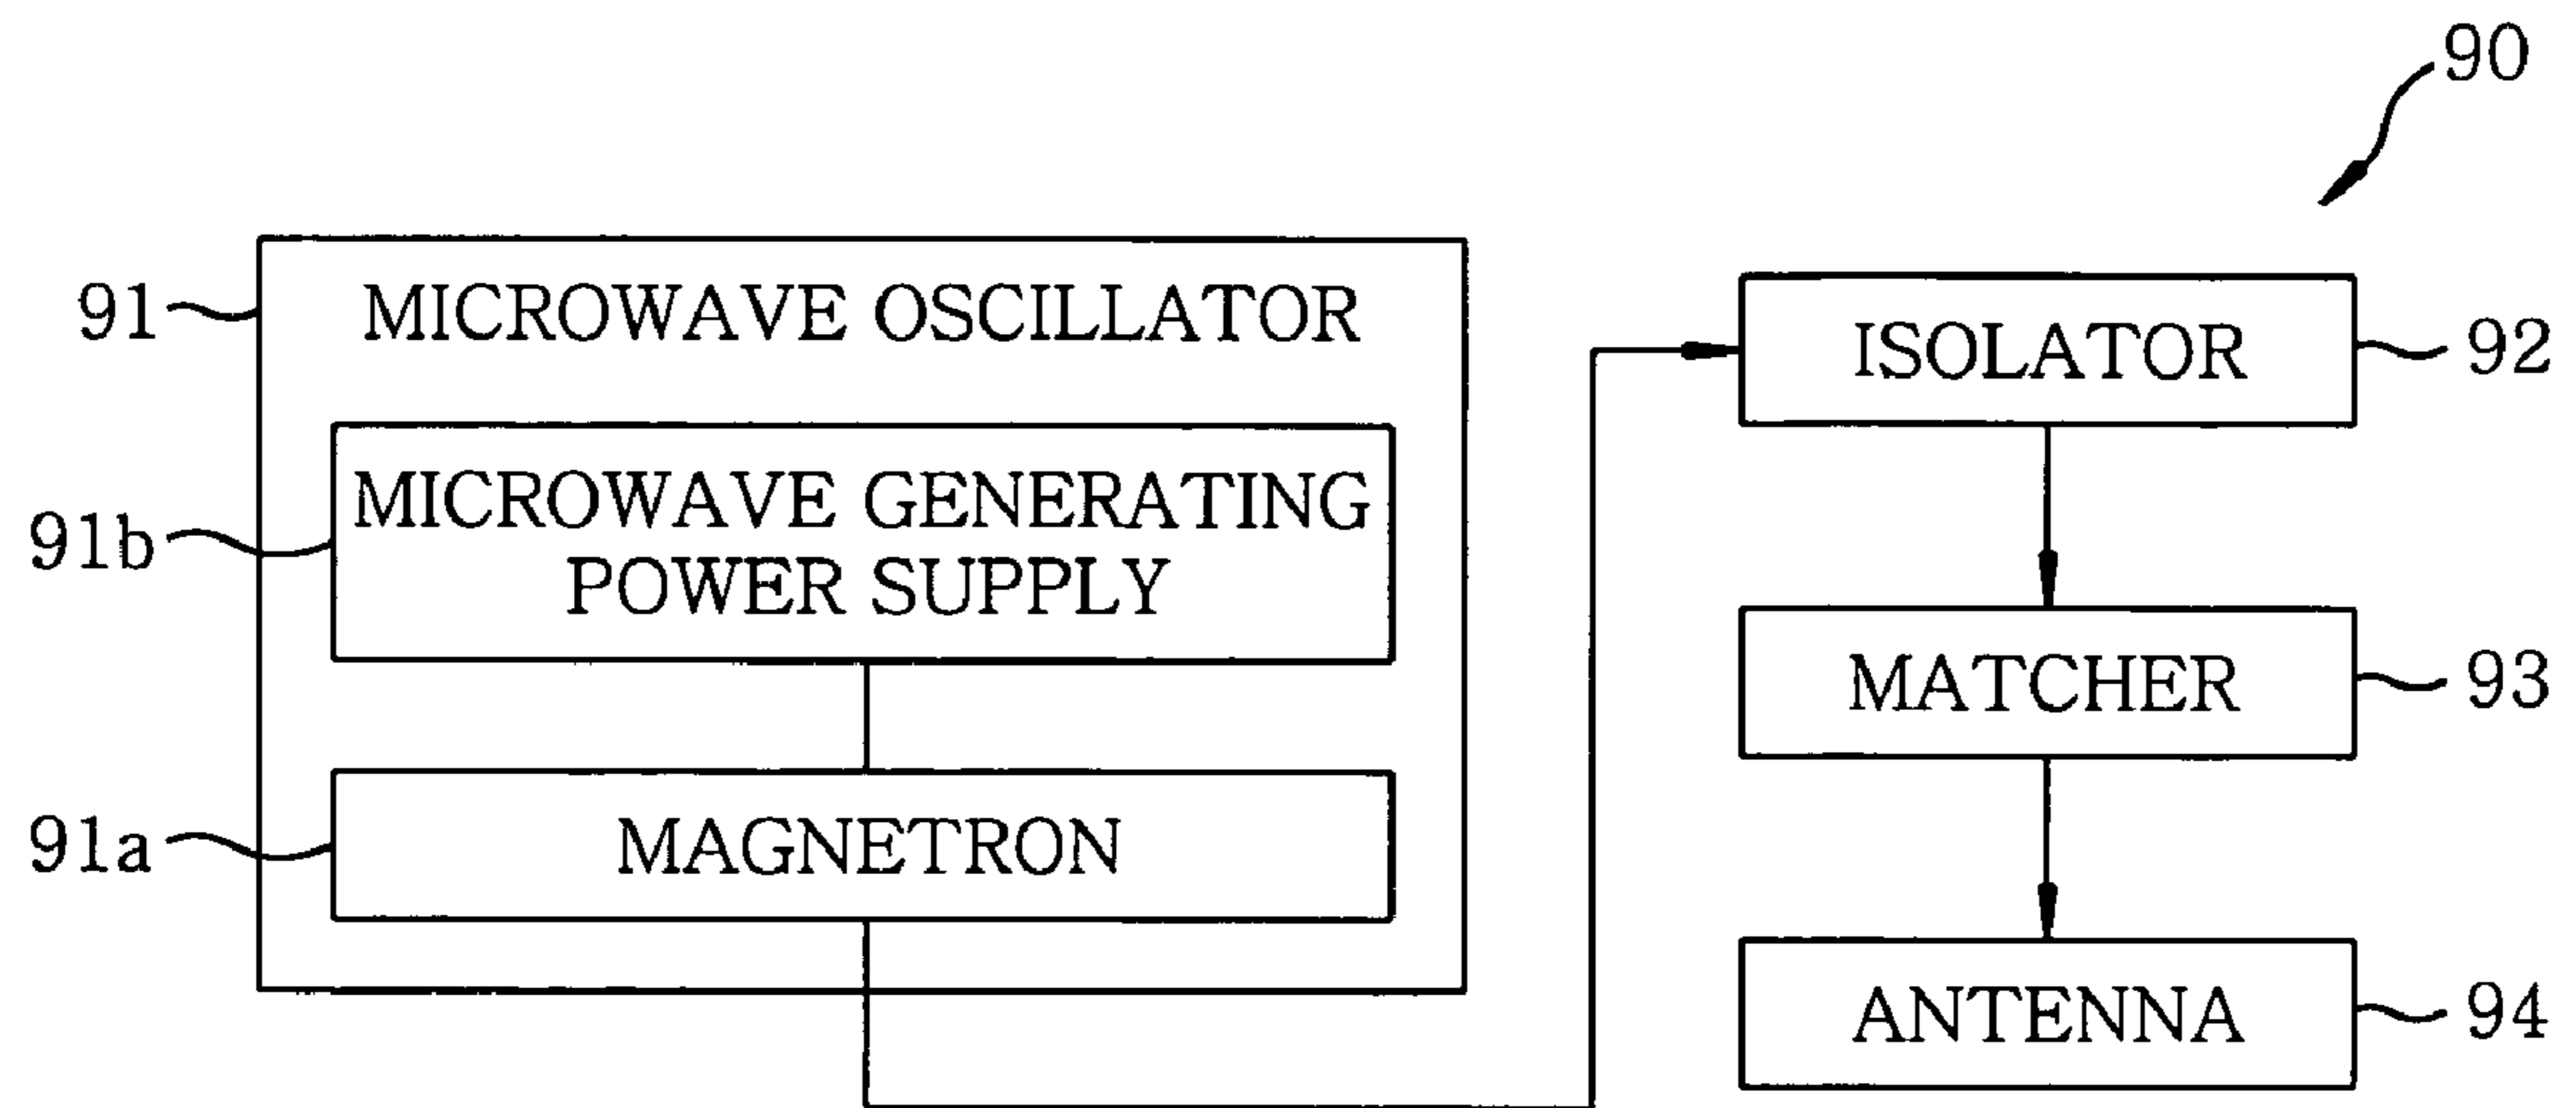 90
91
MICROWAVE OSCILLATOR
91b
MICROWAVE GENERATING
POWER SUPPLY
91a
MAGNETRON
ISOLATOR
92
MATCHER
93
ANTENNA
94